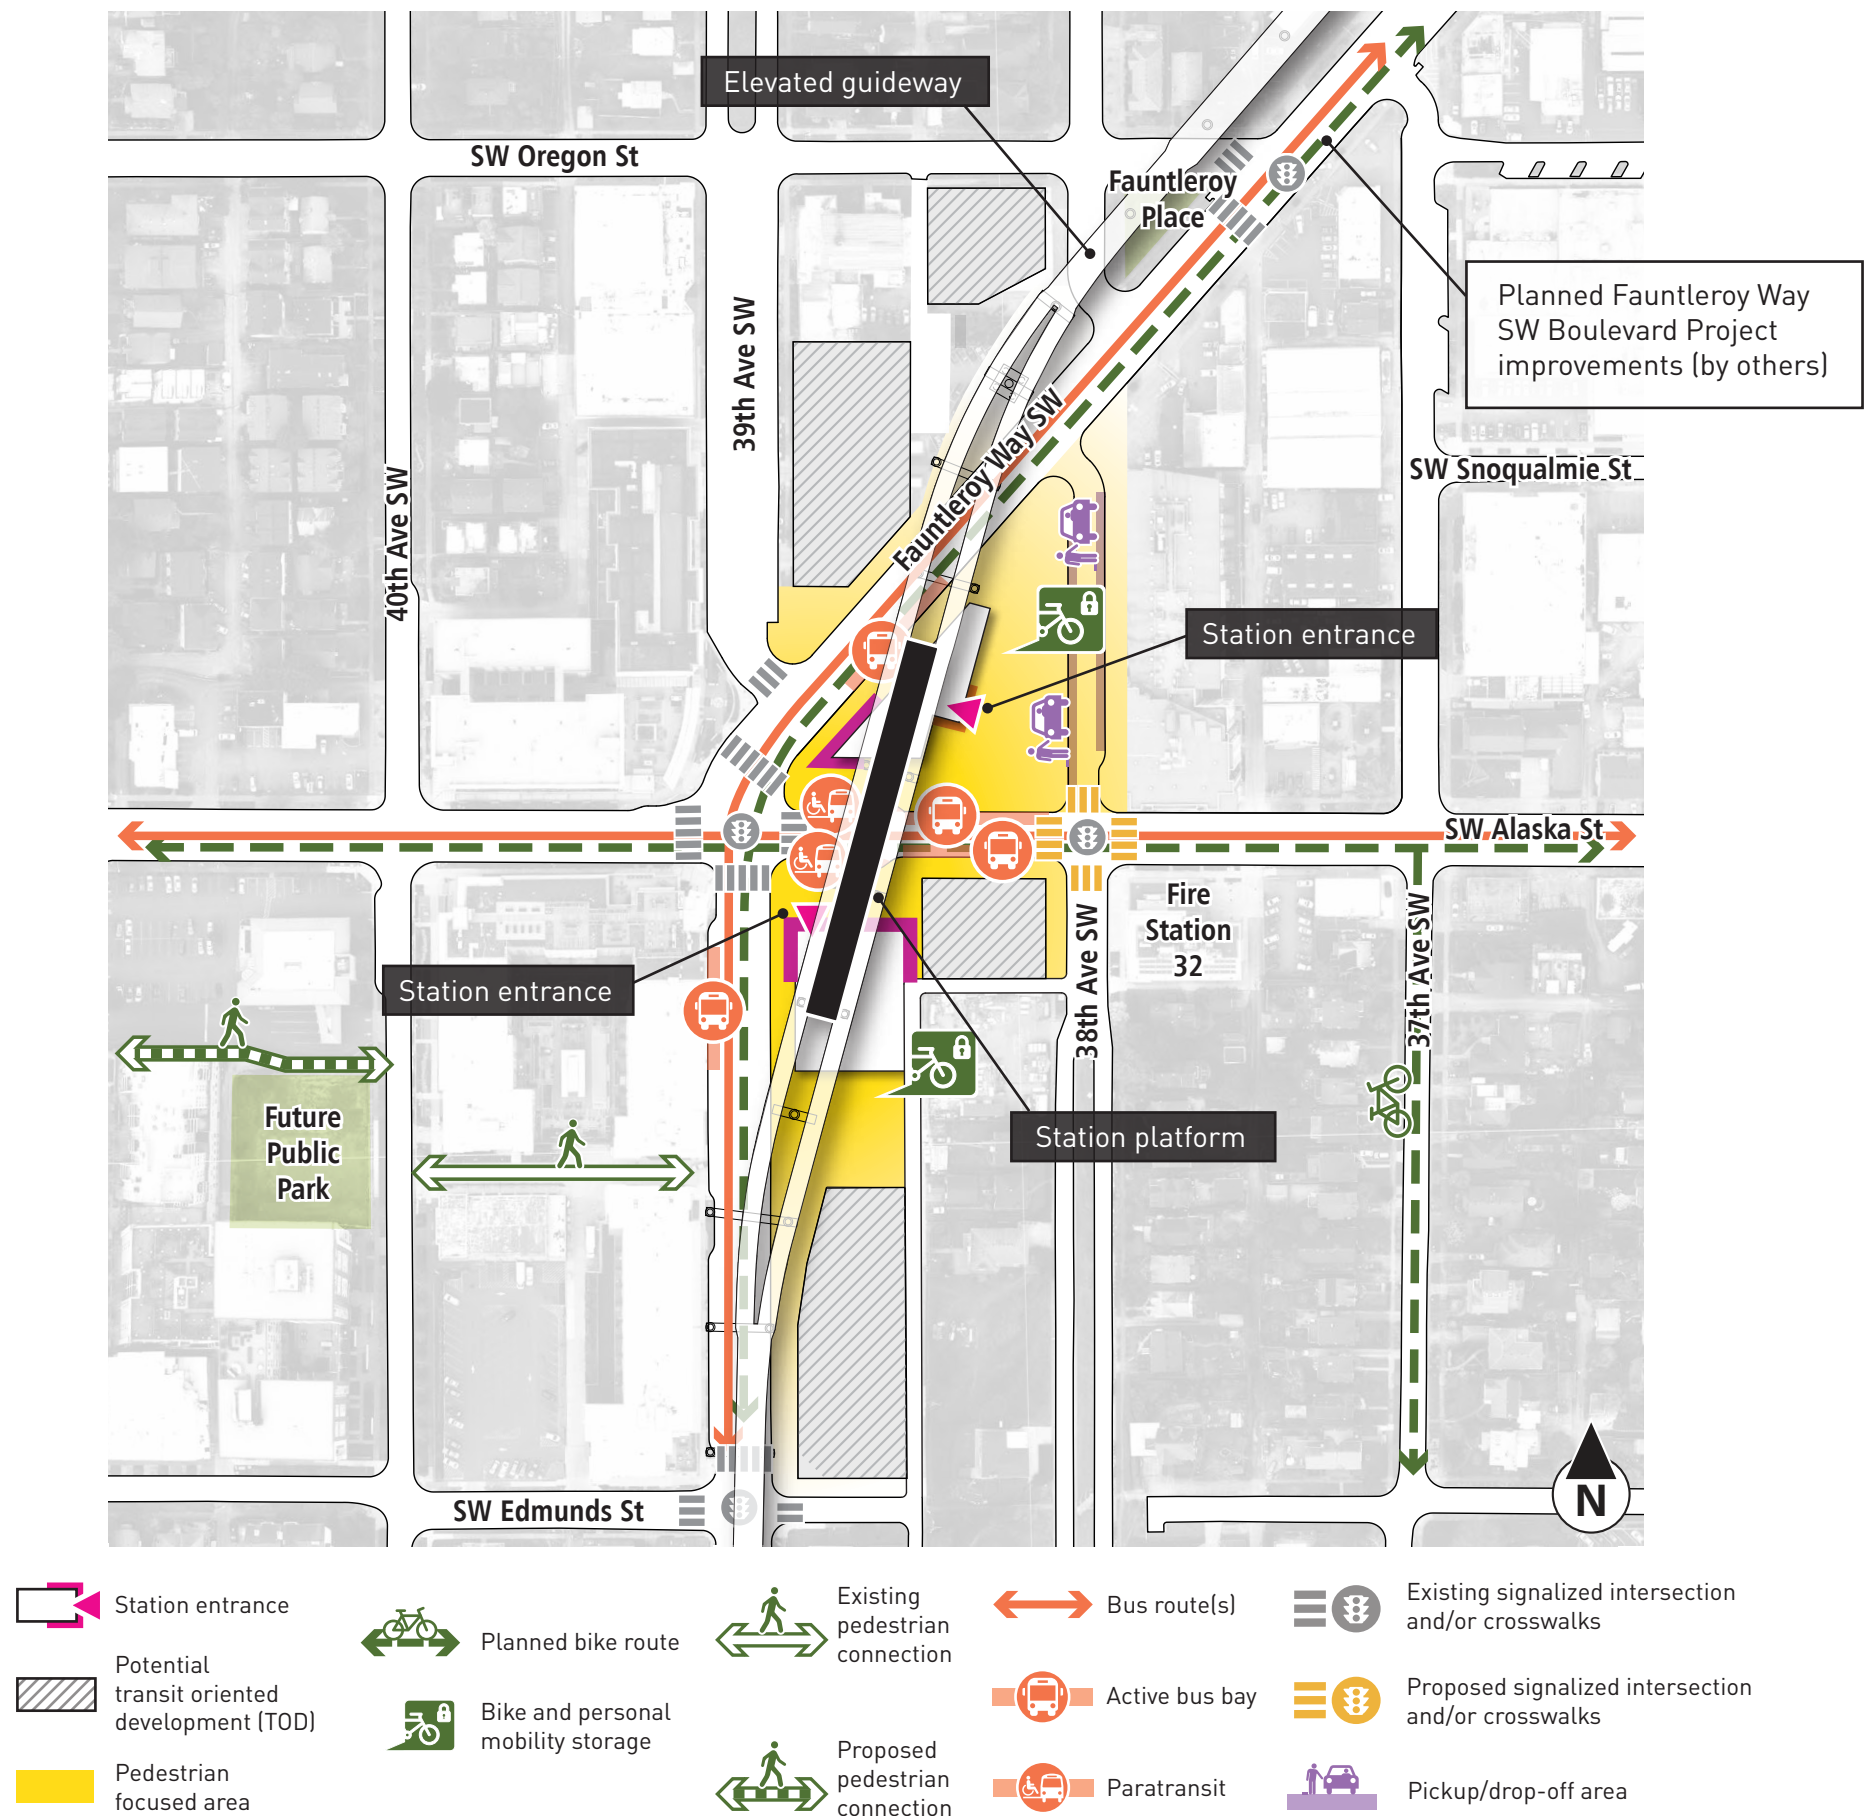 Elevated guideway
SW Oregon St
Fauntleroy
Place
Planned Fauntleroy Way
SW Boulevard Project
improvements (by others)
39th Ave SW
Fauntleroy Way SW
SW Snoqualmie St
40th Ave SW
Station entrance
SW Alaska St
Fire
Station
32
38th Ave SW
37th Ave SW
Station entrance
Station platform
Future
Public
Park
SW Edmunds St
N
Station entrance
Potential
transit oriented
development (TOD)
Pedestrian
focused area
Planned bike route
Bike and personal
mobility storage
Existing
pedestrian
connection
Proposed
pedestrian
connection
Bus route(s)
Active bus bay
Paratransit
Existing signalized intersection
and/or crosswalks
Proposed signalized intersection
and/or crosswalks
Pickup/drop-off area